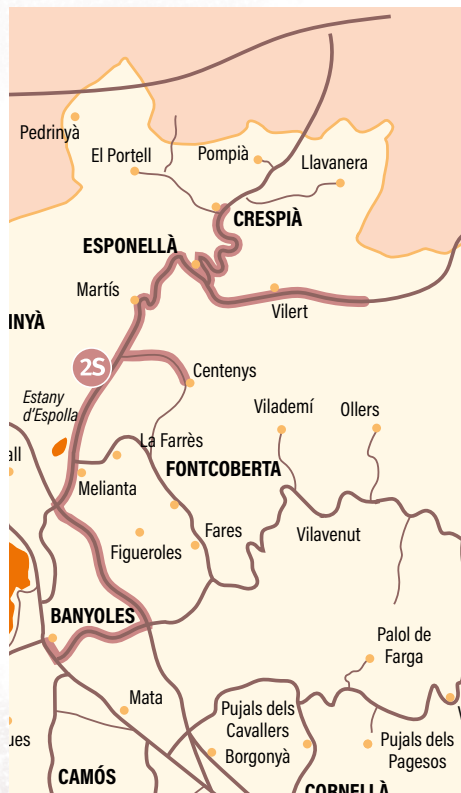 Pedrinyà
El Portell
Pompià
Llavanera
CRESPIÀ
ESPONELLÀ
Martís
Vilert
INYÀ
2S
Centenys
Estany
d'Espolla
Vilademí
Ollers
La Farrès
all
FONTCOBERTA
Melianta
Fares
Vilavenut
Figueroles
BANYOLES
Palol de
Farga
Mata
Pujals dels
Cavallers
ues
Borgonyà
Pujals dels
Pagesos
CAMÓS
CORNELLÀ